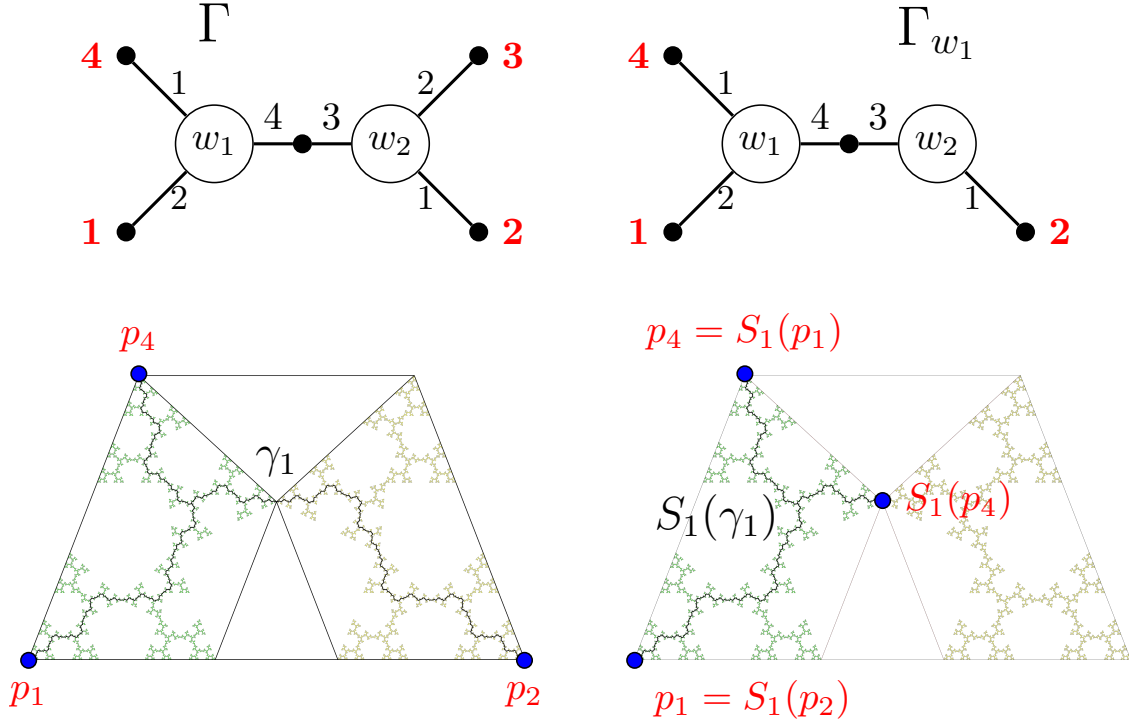 Γ
Γ_{w_1}
4
3
4
1
2
1
w_1
4
3
w_2
w_1
4
3
w_2
2
1
2
1
1
2
1
2
p_4
p_4 = S_1(p_1)
γ_1
S_1(γ_1)
S_1(p_4)
p_1
p_2
p_1 = S_1(p_2)